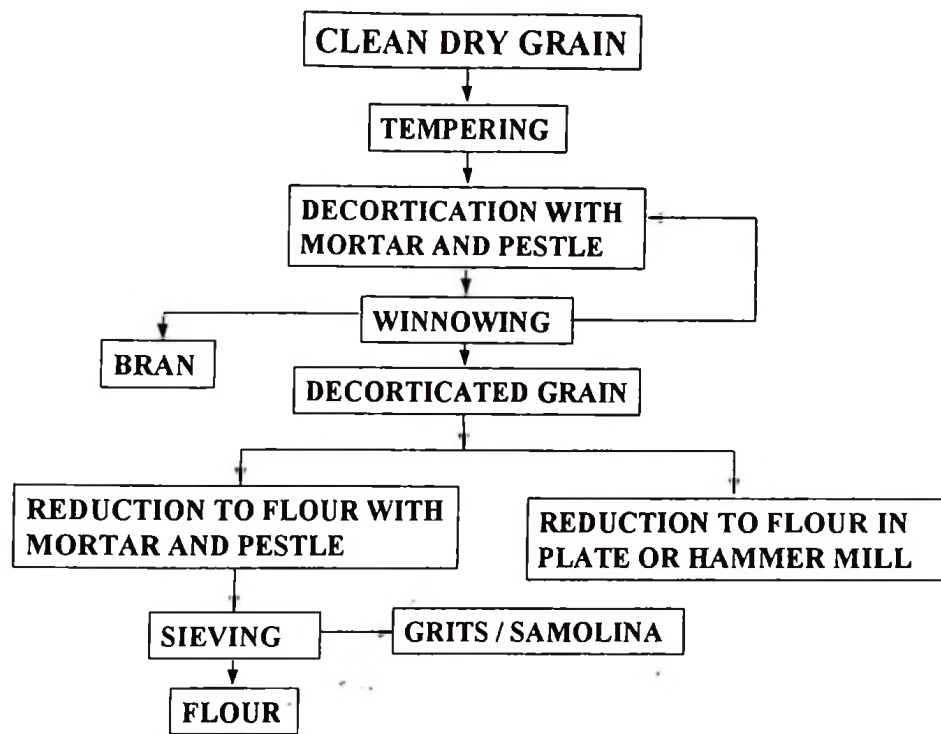 CLEAN DRY GRAIN
TEMPERING
DECORTICATION WITH
MORTAR AND PESTLE
WINNOWING
BRAN
DECORTICATED GRAIN
REDUCTION TO FLOUR WITH
MORTAR AND PESTLE
REDUCTION TO FLOUR IN
PLATE OR HAMMER MILL
SIEVING
GRITS / SAMOLINA
FLOUR